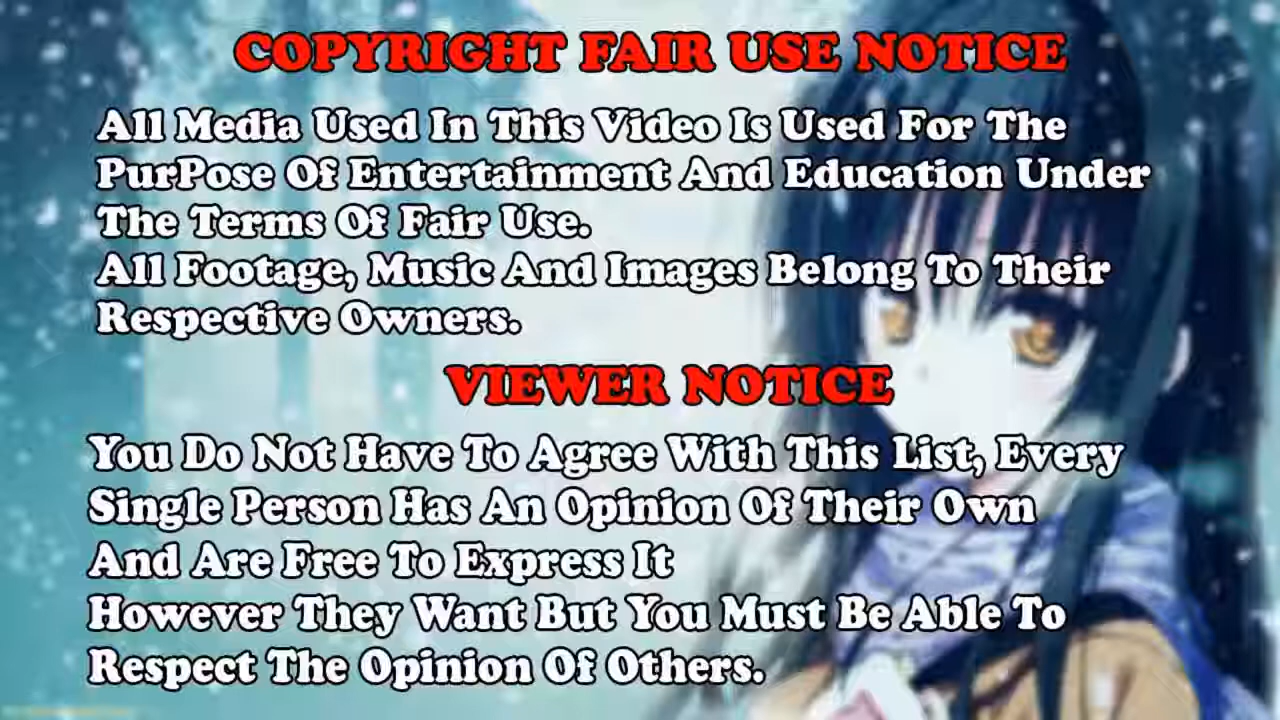 COPYRIGHT FAIR USE NOTICE
All Media Used In This Video Is Used For The
PurPose Of Entertainment And Education Under
The Terms Of Fair Use.
All Footage, Music And Images Belong To Their
Respective Owners.
VIEWER NOTICE
You Do Not Have To Agree With This List, Every
Single Person Has An Opinion Of Their Own
And Are Free To Express It
However They Want But You Must Be Able To
Respect The Opinion Of Others.